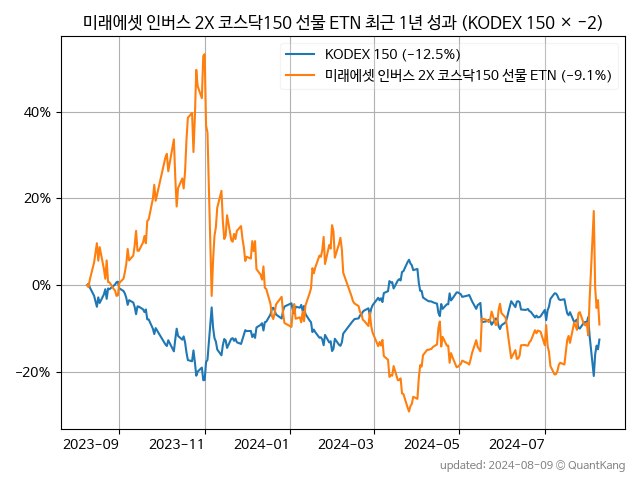 미래에셋 인버스 2X 코스닥150 선물 ETN 최근 1년 성과 (KODEX 150 × −2)
KODEX 150 (−12.5%)
미래에셋 인버스 2X 코스닥150 선물 ETN (−9.1%)
40%
20%
0%
−20%
2023-09 2023-11 2024-01 2024-03 2024-05 2024-07
updated: 2024-08-09 © QuantKang